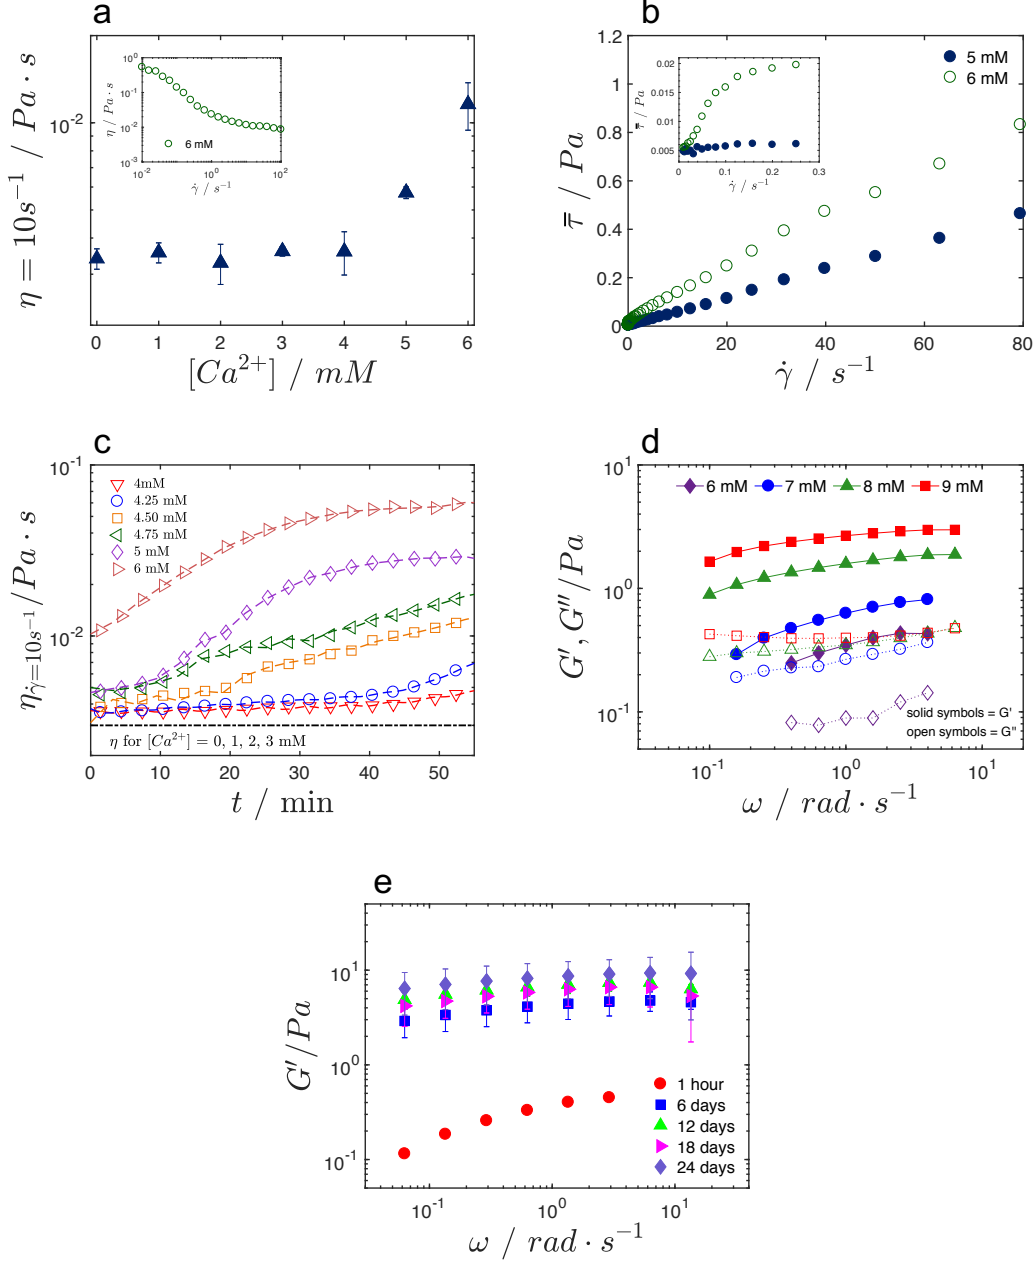 a
η = 10s⁻¹ / Pa · s
10⁻²
0 1 2 3 4 5 6
[Ca²⁺] / mM
η / Pa · s
10⁰
10⁻¹
10⁻²
10⁻³
6 mM
10⁻² 10⁻¹ 10⁰ 10¹ 10²
γ̇ / s⁻¹
b
τ̄ / Pa
1.2
1
0.8
0.6
0.4
0.2
0
0 20 40 60 80
γ̇ / s⁻¹
5 mM
6 mM
τ̄ / Pa
0.02
0.015
0.01
0.005
0 0.1 0.2 0.3
γ̇ / s⁻¹
c
η_γ̇=10s⁻¹ / Pa · s
10⁻¹
10⁻²
4mM
4.25 mM
4.50 mM
4.75 mM
5 mM
6 mM
η for [Ca²⁺] = 0, 1, 2, 3 mM
0 10 20 30 40 50
t / min
d
G′, G″/Pa
10¹
10⁰
10⁻¹
6 mM 7 mM 8 mM 9 mM
solid symbols = G'
open symbols = G"
10⁻¹ 10⁰ 10¹
ω / rad · s⁻¹
e
G′/Pa
10¹
10⁰
10⁻¹
1 hour
6 days
12 days
18 days
24 days
10⁻¹ 10⁰ 10¹
ω / rad · s⁻¹